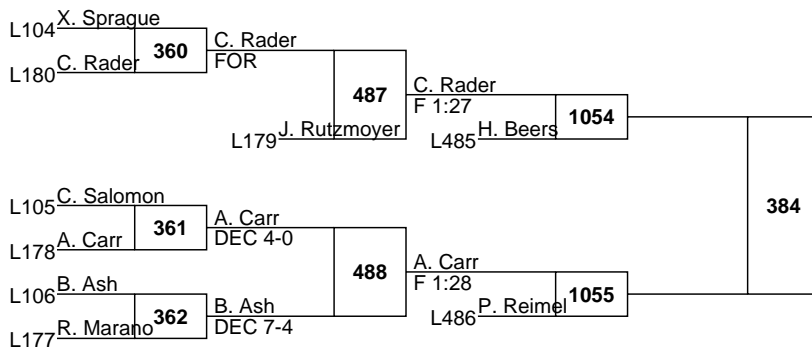 L104 X. Sprague
360
L180 C. Rader
C. Rader
FOR
487
L179 J. Rutzmoyer
C. Rader
F 1:27
1054
L485 H. Beers
384
L105 C. Salomon
361
L178 A. Carr
A. Carr
DEC 4-0
488
L106 B. Ash
362
L177 R. Marano
B. Ash
DEC 7-4
A. Carr
F 1:28
1055
L486 P. Reimel